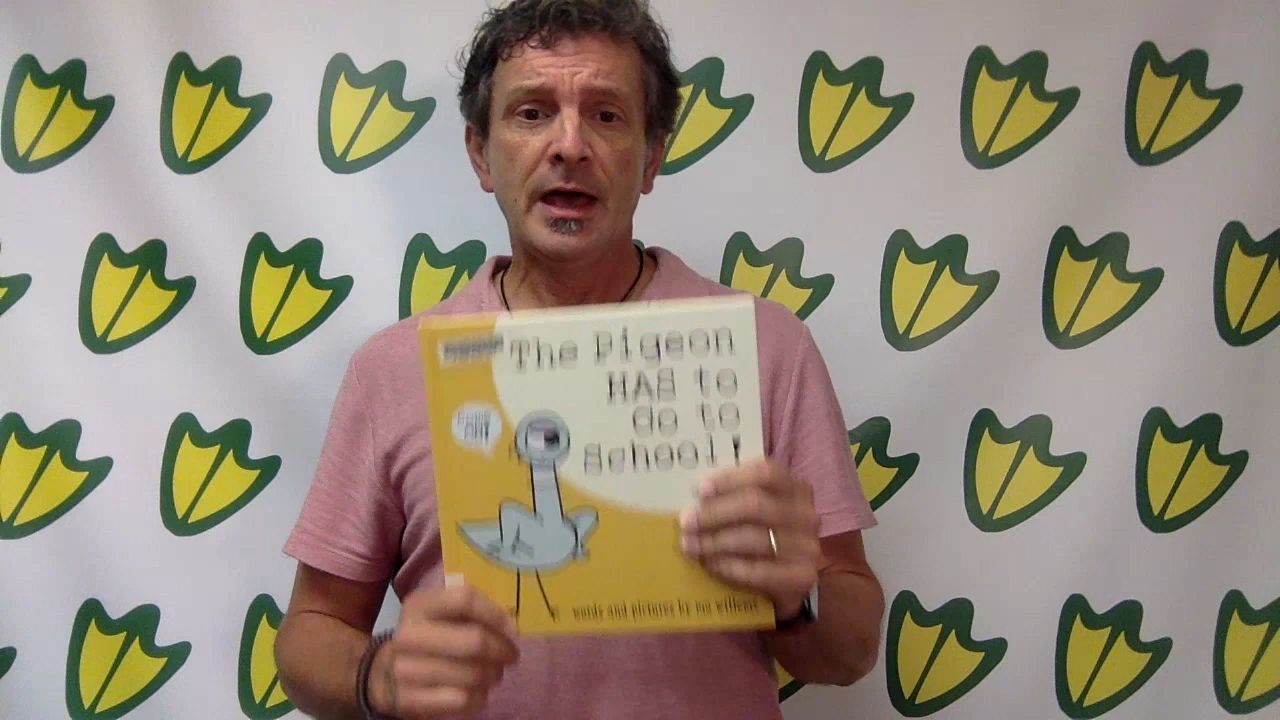 The Pigeon
HAS to
Go to
School!
words and pictures by mo willems